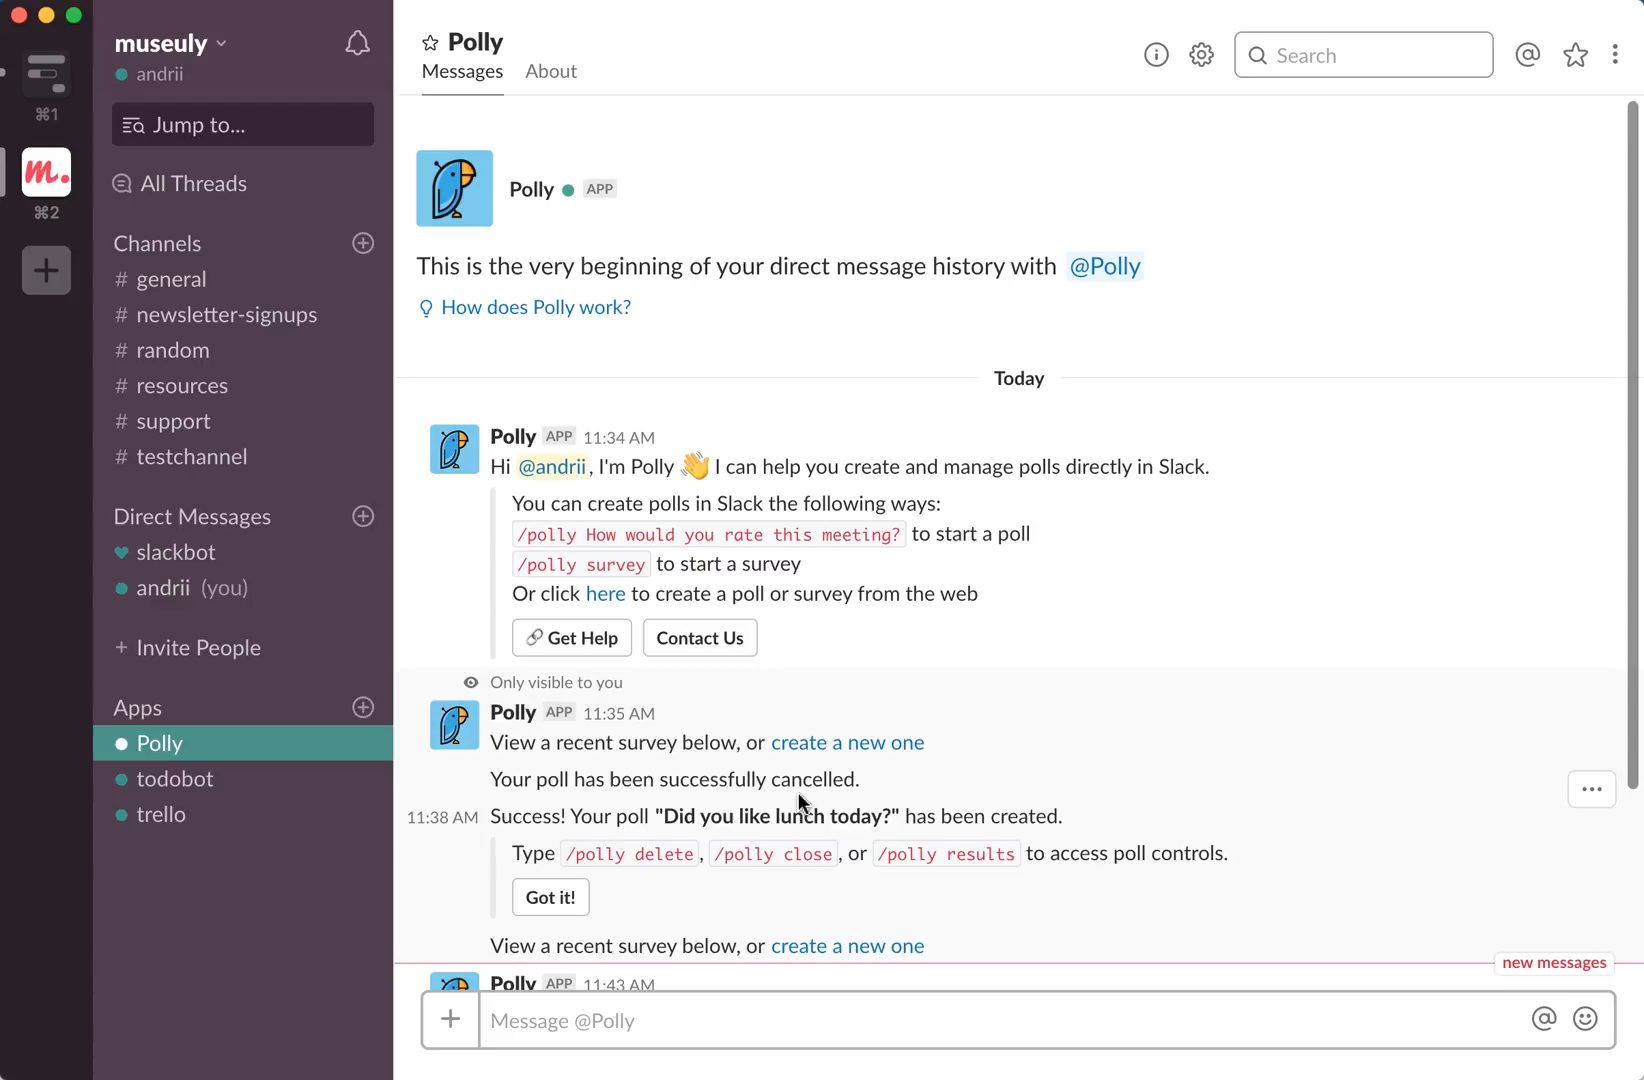 museuly
andrii
Jump to...
⌘1
m.
⌘2
All Threads
Channels
# general
# newsletter-signups
# random
# resources
# support
# testchannel
Direct Messages
slackbot
andrii (you)
+ Invite People
Apps
Polly
todobot
trello
Polly
Messages About
Search
Polly APP
This is the very beginning of your direct message history with @Polly
How does Polly work?
Today
Polly APP 11:34 AM
Hi @andrii, I'm Polly 👋 I can help you create and manage polls directly in Slack.
You can create polls in Slack the following ways:
/polly How would you rate this meeting? to start a poll
/polly survey to start a survey
Or click here to create a poll or survey from the web
Get Help Contact Us
Only visible to you
Polly APP 11:35 AM
View a recent survey below, or create a new one
Your poll has been successfully cancelled.
11:38 AM Success! Your poll "Did you like lunch today?" has been created.
Type /polly delete, /polly close, or /polly results to access poll controls.
Got it!
View a recent survey below, or create a new one
new messages
Polly APP 11:43 AM
Message @Polly